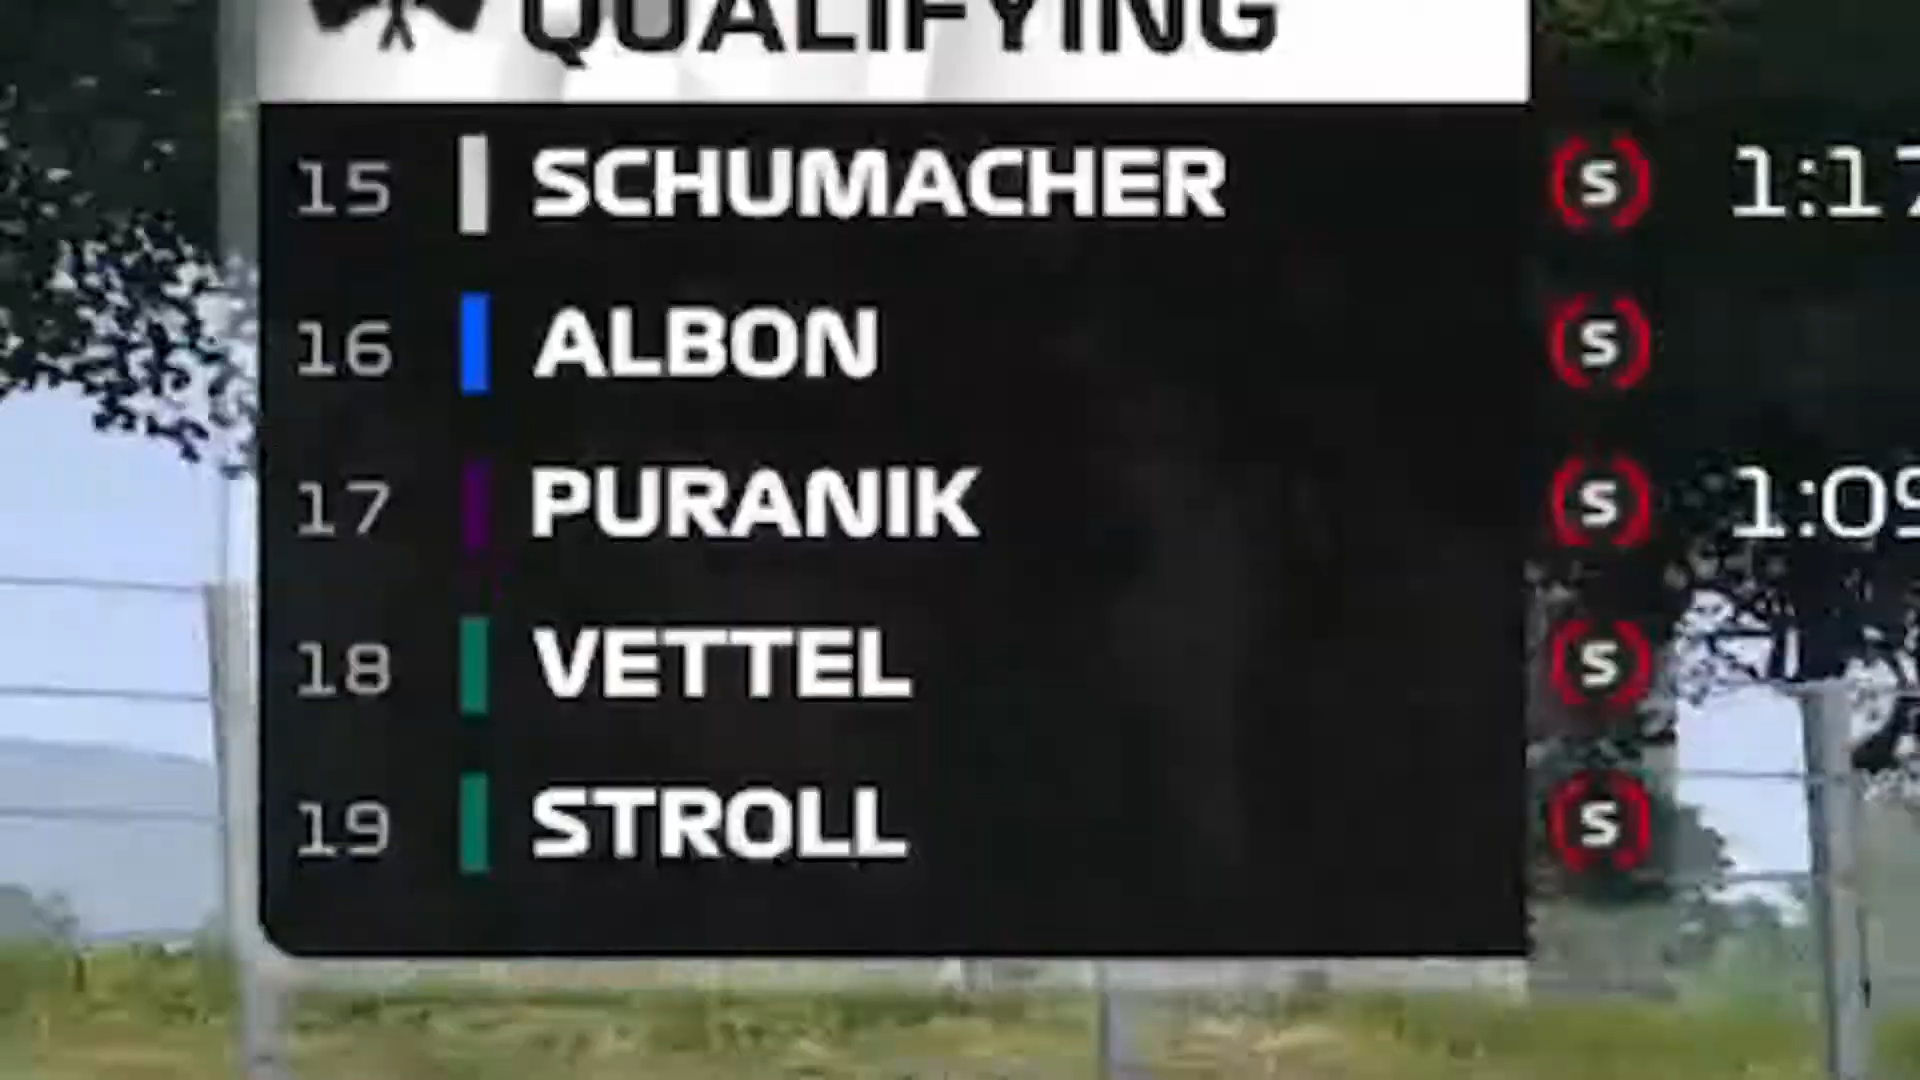 QUALIFYING
15 SCHUMACHER S 1:17
16 ALBON S
17 PURANIK S 1:09
18 VETTEL S
19 STROLL S